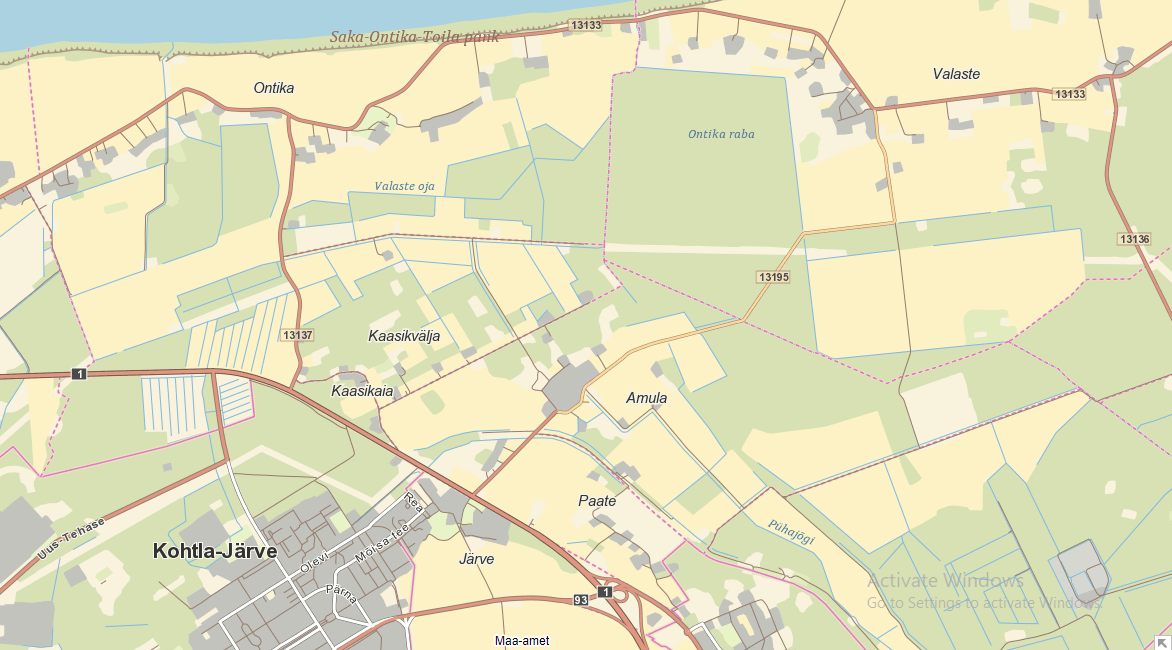 13133
Saka-Ontika-Toila pank
Valaste
Ontika
13133
Ontika raba
Valaste oja
13136
13195
13137
Kaasikvälja
1
Kaasikaia
Amula
Rea
Paate
Uus-Tehase
Pühajõgi
Mõisa-tee
Kohtla-Järve
Järve
Olevi
Activate Windows
Go to Settings to activate Windows.
Pärna
1
93
Maa-amet